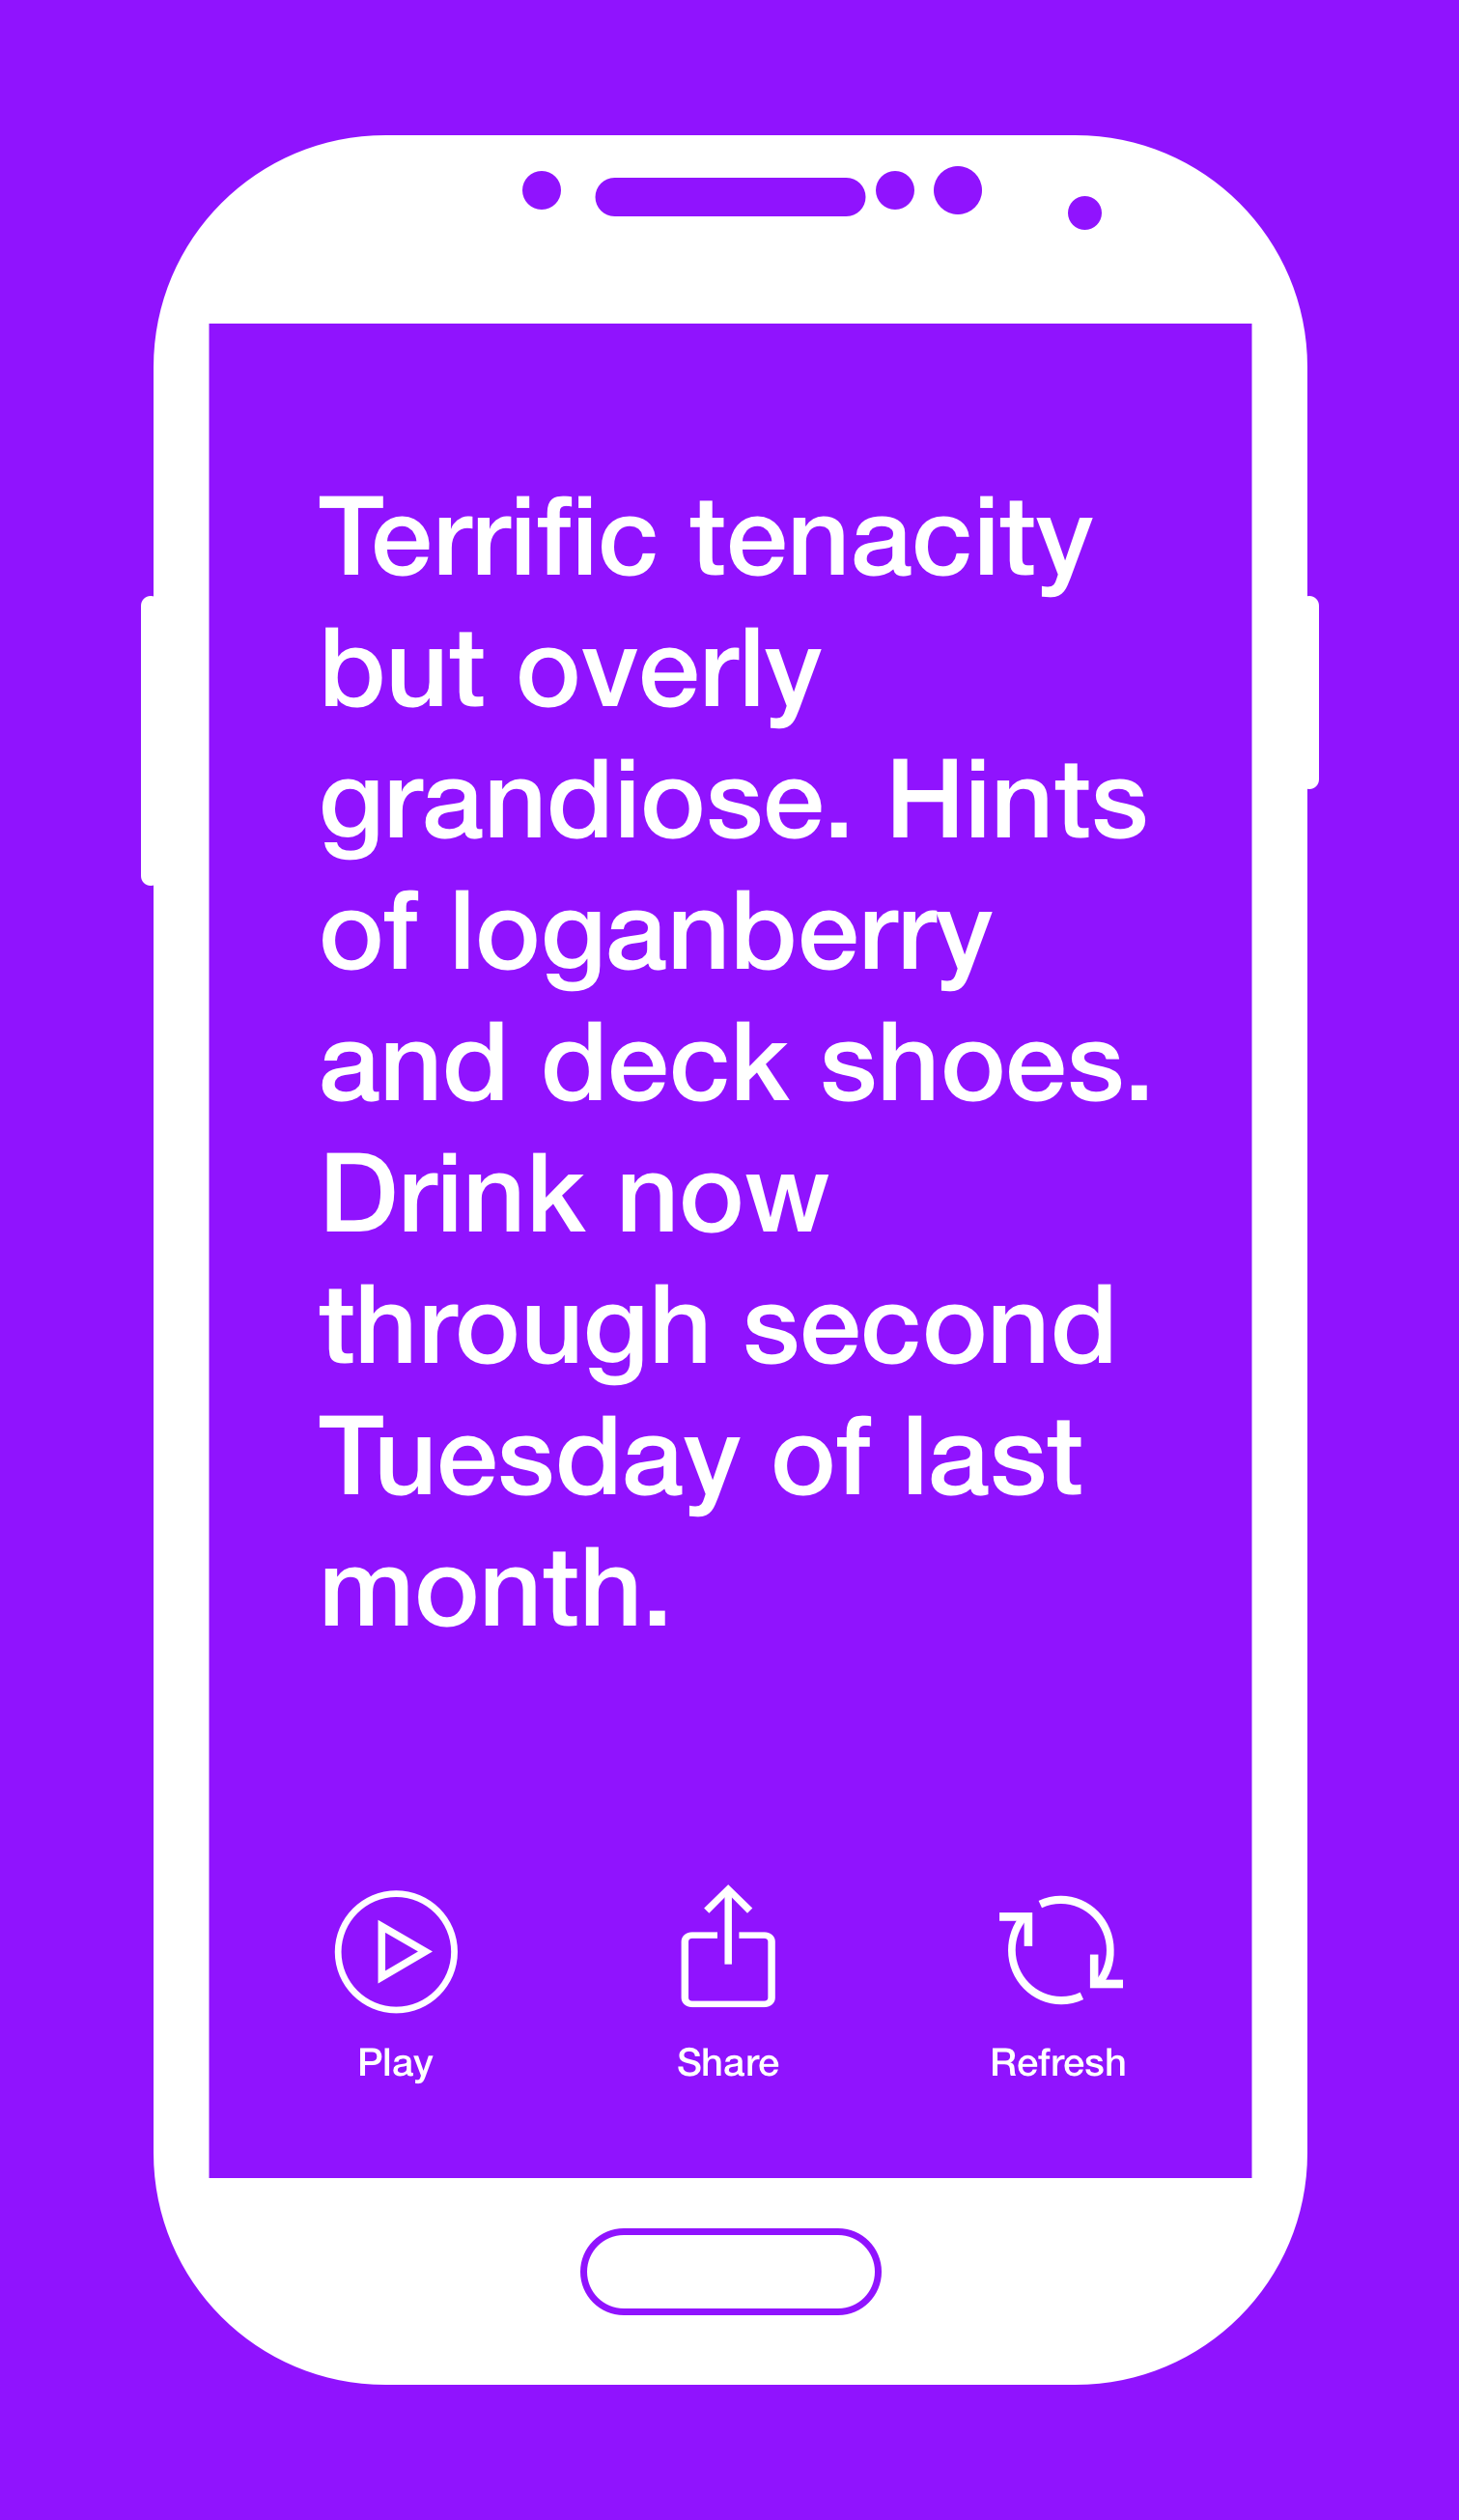 Terrific tenacity
but overly
grandiose. Hints
of loganberry
and deck shoes.
Drink now
through second
Tuesday of last
month.
Play
Share
Refresh